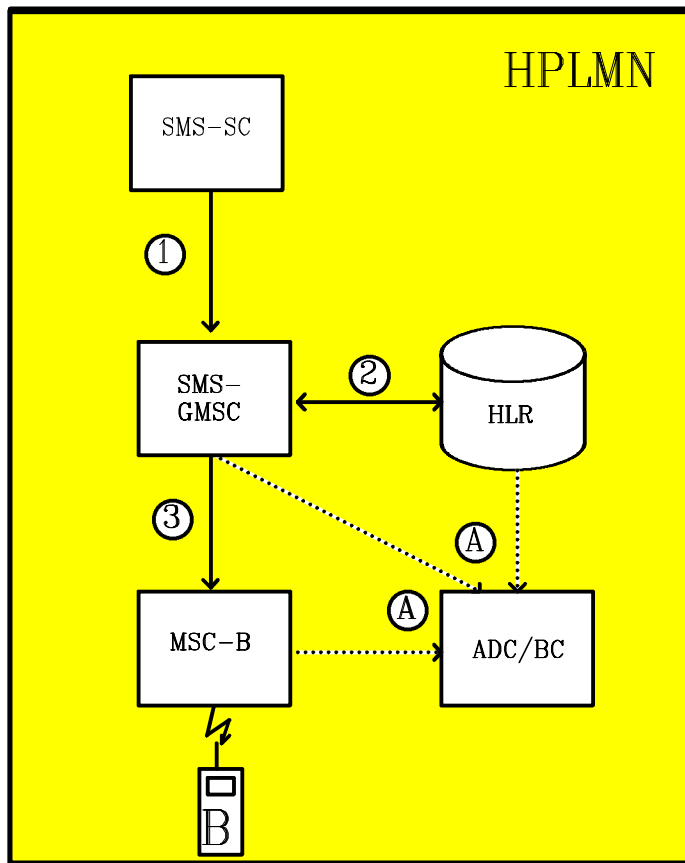 HPLMN
SMS-SC
1
SMS-
GMSC
2
HLR
3
A
A
MSC-B
ADC/BC
B